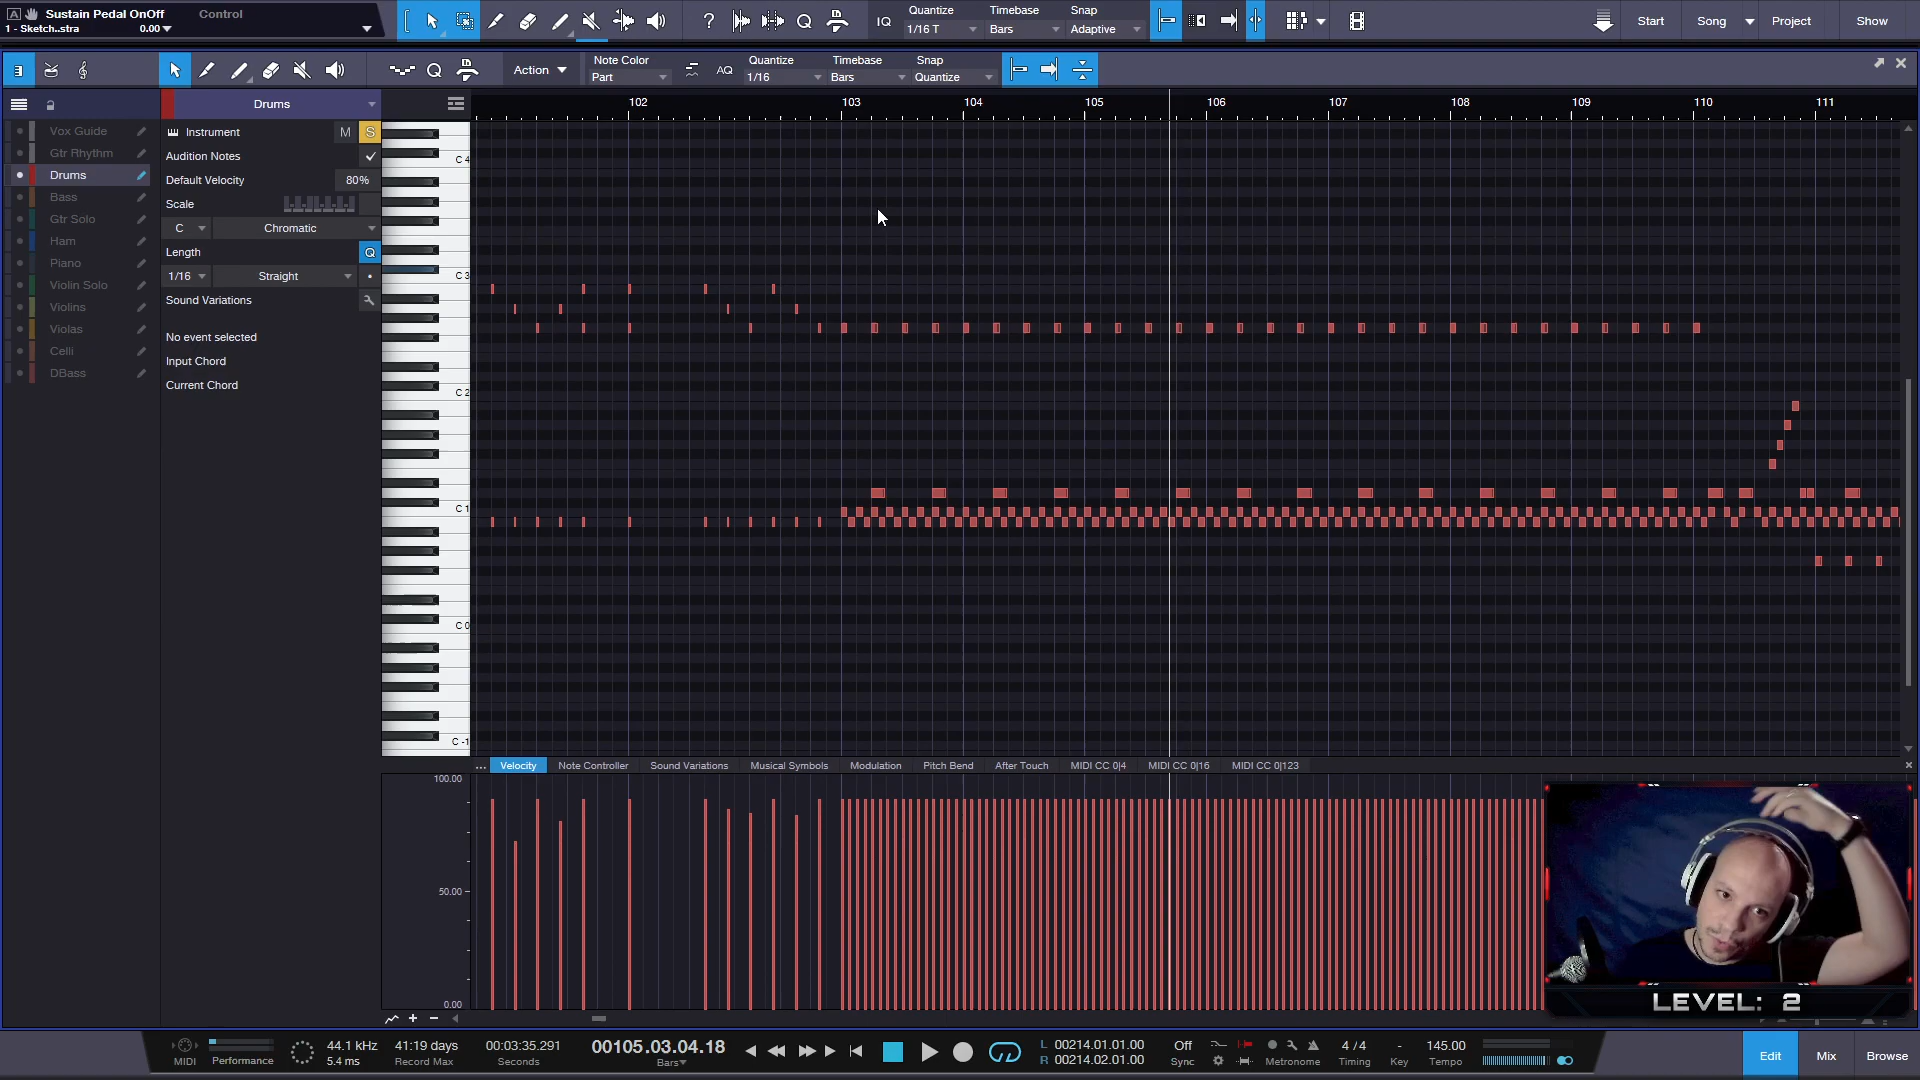 Sustain Pedal OnOff
Control
1 - Sketch..stra
0.00
IQ
Quantize
1/16 T
Timebase
Bars
Snap
Adaptive
Start
Song
Project
Show
Action
Note Color
Part
AQ
Quantize
1/16
Timebase
Bars
Snap
Quantize
Drums
102
103
104
105
106
107
108
109
110
111
Vox Guide
Gtr Rhythm
Drums
Bass
Gtr Solo
Ham
Piano
Violin Solo
Violins
Violas
Celli
DBass
Instrument
M
S
Audition Notes
Default Velocity
80%
Scale
C
Chromatic
Length
Q
1/16
Straight
Sound Variations
No event selected
Input Chord
Current Chord
C 4
C 3
C 2
C 1
C 0
C -1
... Velocity
Note Controller
Sound Variations
Musical Symbols
Modulation
Pitch Bend
After Touch
MIDI CC 0|4
MIDI CC 0|16
MIDI CC 0|123
100.00
50.00
0.00
LEVEL: 2
MIDI
Performance
44.1 kHz
5.4 ms
41:19 days
Record Max
00:03:35.291
Seconds
00105.03.04.18
Bars
L 00214.01.01.00
R 00214.02.01.00
Off
Sync
Metronome
4 / 4
Timing
-
Key
145.00
Tempo
Edit
Mix
Browse